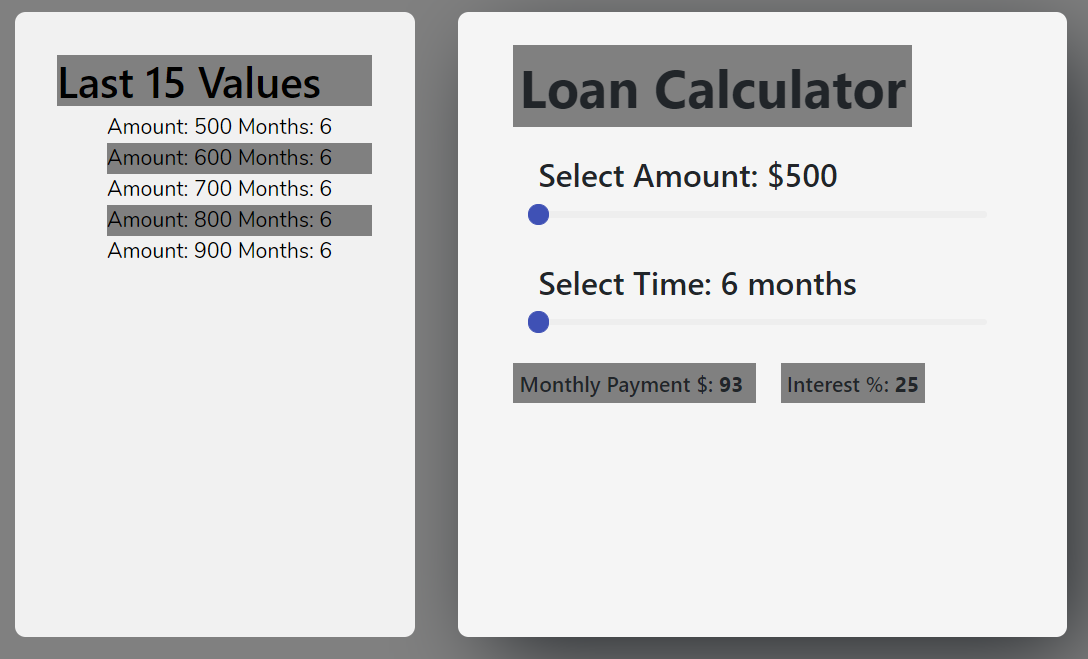 Last 15 Values
Amount: 500 Months: 6
Amount: 600 Months: 6
Amount: 700 Months: 6
Amount: 800 Months: 6
Amount: 900 Months: 6
Loan Calculator
Select Amount: $500
Select Time: 6 months
Monthly Payment $: 93 Interest %: 25